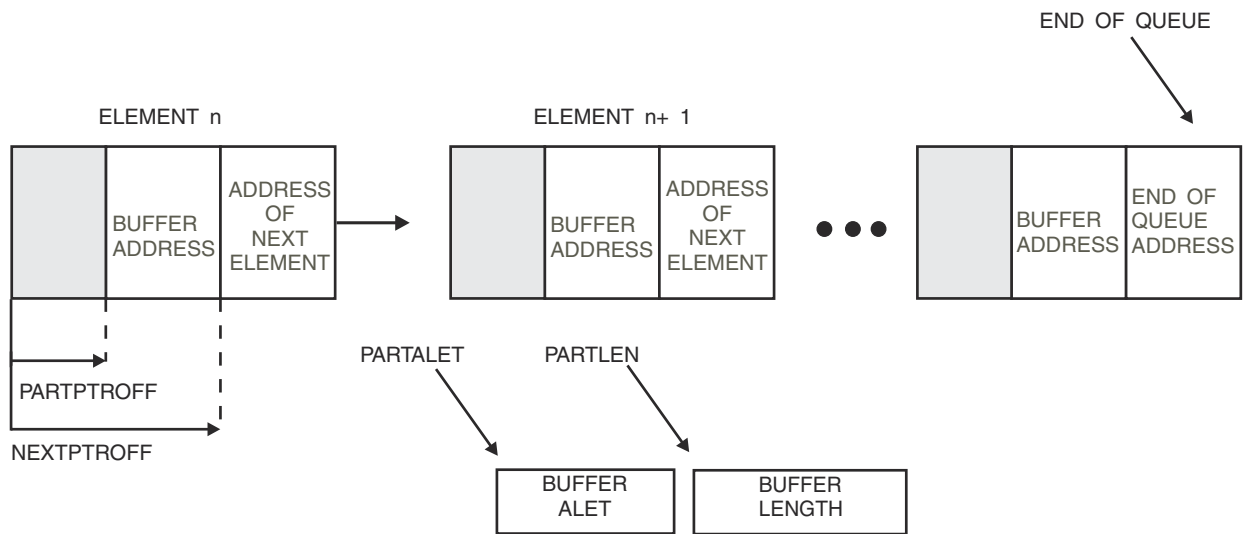 END OF QUEUE
ELEMENT n
ELEMENT n+ 1
BUFFER
ADDRESS
ADDRESS
OF
NEXT
ELEMENT
BUFFER
ADDRESS
ADDRESS
OF
NEXT
ELEMENT
BUFFER
ADDRESS
END OF
QUEUE
ADDRESS
PARTPTROFF
NEXTPTROFF
PARTALET
PARTLEN
BUFFER
ALET
BUFFER
LENGTH